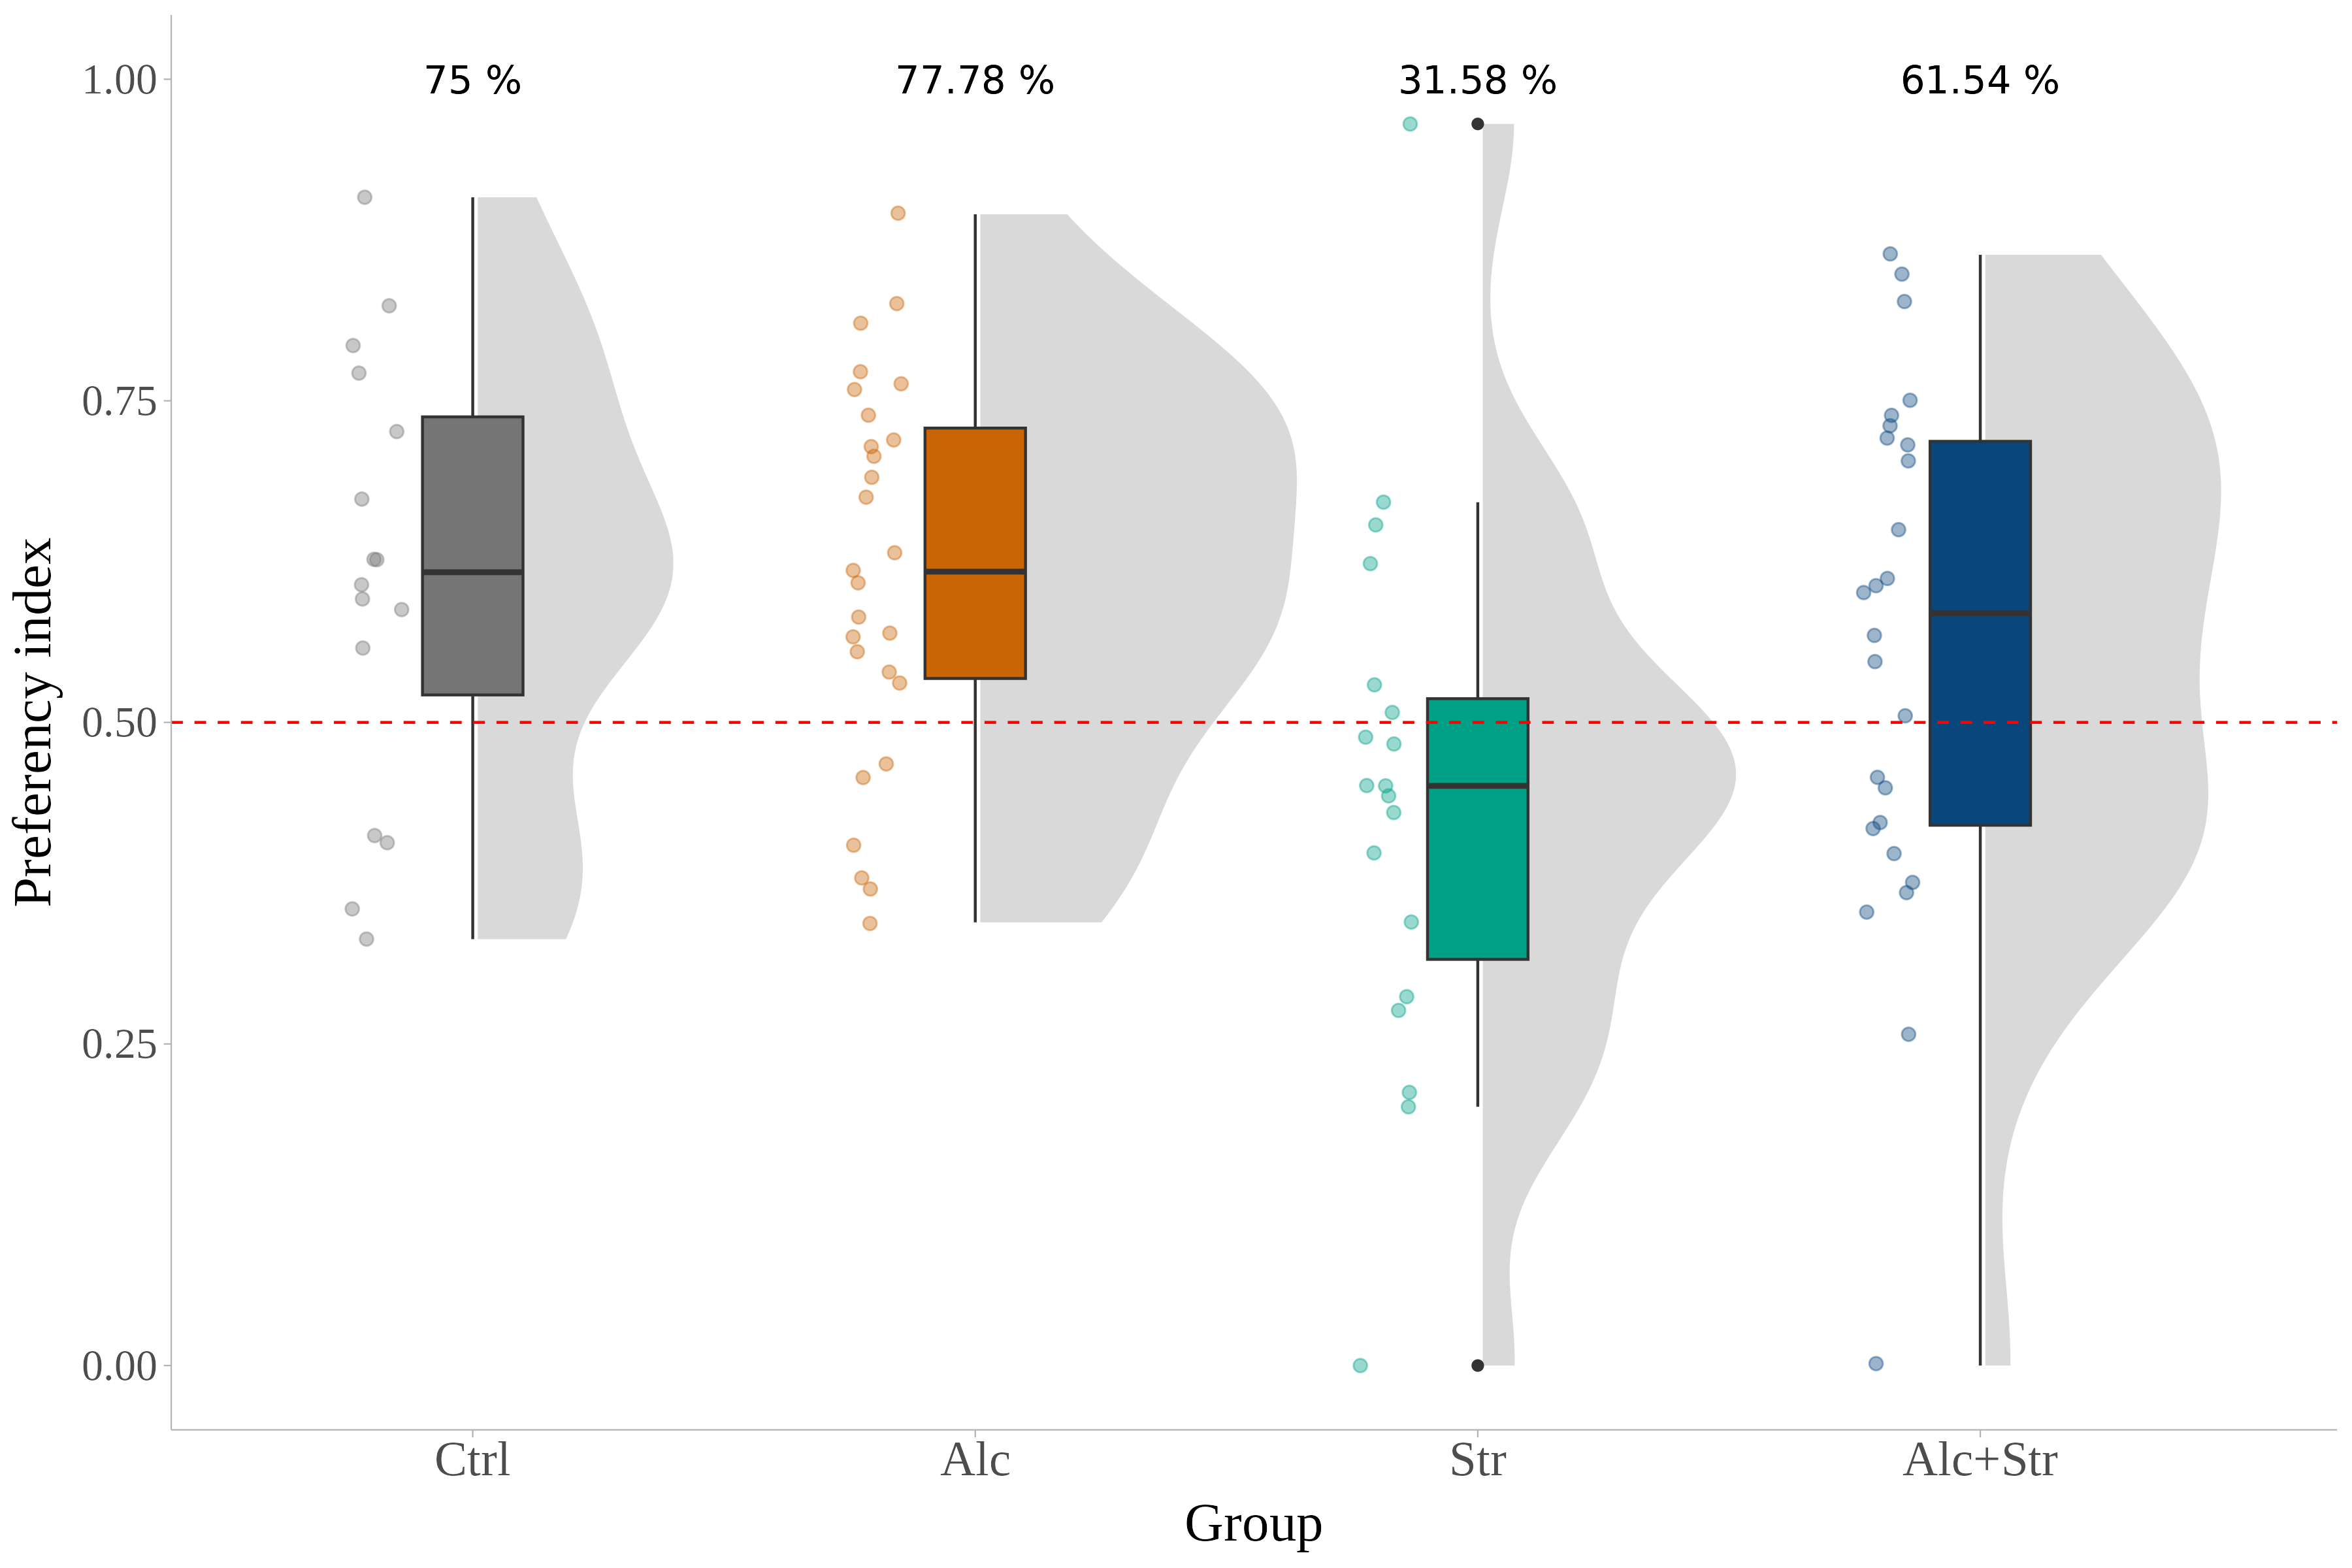 75 % 77.78 % 31.58 % 61.54 %
1.00
0.75
0.50
0.25
0.00
Preferency index
Ctrl Alc Str Alc+Str
Group